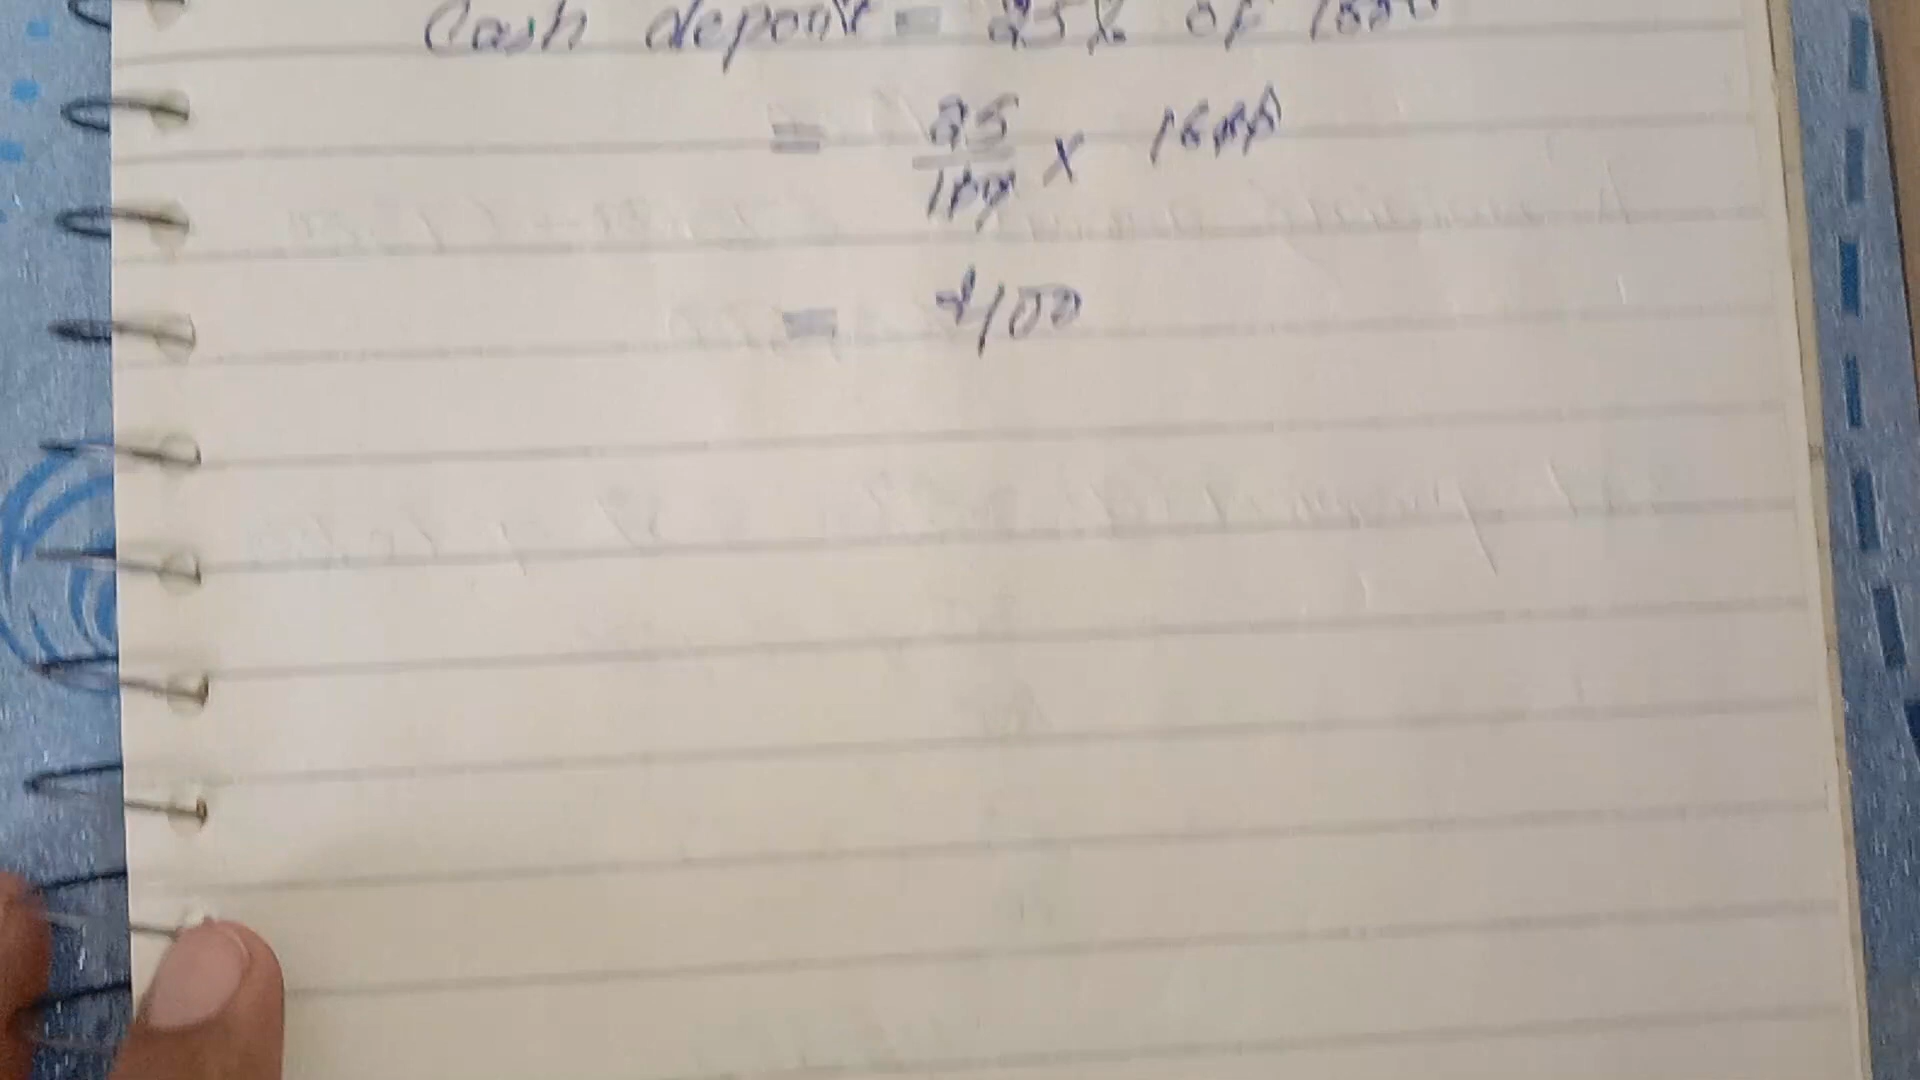 Cash deposit = 25% of 1600
= 25/100 x 1600
= 400